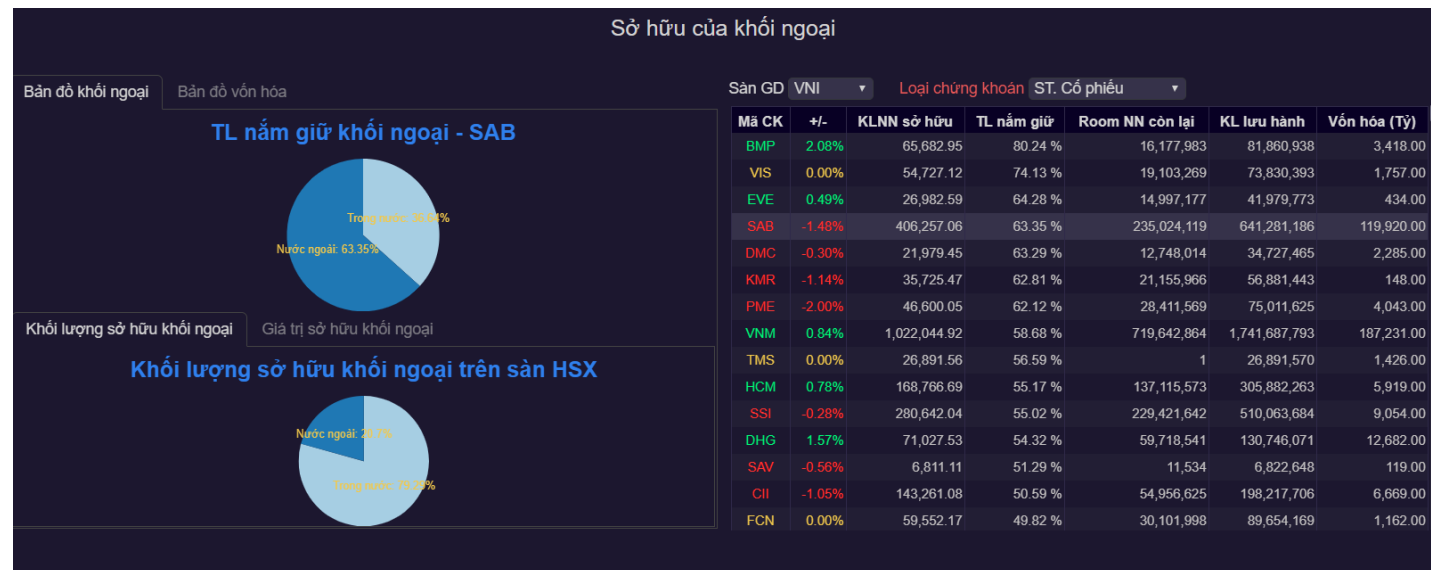 Sở hữu của khối ngoại
Bản đồ khối ngoại Bản đồ vốn hóa
TL nắm giữ khối ngoại - SAB
Trong nước:
Nước ngoài: 63.35%
Khối lượng sở hữu khối ngoại Giá trị sở hữu khối ngoại
Khối lượng sở hữu khối ngoại trên sàn HSX
Nước ngoài:
Trong nước:
Sàn GD VNI Loại chứng khoán ST. Cổ phiếu
Mã CK +/- KLNN sở hữu TL nắm giữ Room NN còn lại KL lưu hành Vốn hóa (Tỷ)
BMP 2.08% 65,682.95 80.24 % 16,177,983 81,860,938 3,418.00
VIS 0.00% 54,727.12 74.13 % 19,103,269 73,830,393 1,757.00
EVE 0.49% 26,982.59 64.28 % 14,997,177 41,979,773 434.00
SAB -1.48% 406,257.06 63.35 % 235,024,119 641,281,186 119,920.00
DMC -0.30% 21,979.45 63.29 % 12,748,014 34,727,465 2,285.00
KMR -1.14% 35,725.47 62.81 % 21,155,966 56,881,443 148.00
PME -2.00% 46,600.05 62.12 % 28,411,569 75,011,625 4,043.00
VNM 0.84% 1,022,044.92 58.68 % 719,642,864 1,741,687,793 187,231.00
TMS 0.00% 26,891.56 56.59 % 1 26,891,570 1,426.00
HCM 0.78% 168,766.69 55.17 % 137,115,573 305,882,263 5,919.00
SSI -0.28% 280,642.04 55.02 % 229,421,642 510,063,684 9,054.00
DHG 1.57% 71,027.53 54.32 % 59,718,541 130,746,071 12,682.00
SAV -0.56% 6,811.11 51.29 % 11,534 6,822,648 119.00
CII -1.05% 143,261.08 50.59 % 54,956,625 198,217,706 6,669.00
FCN 0.00% 59,552.17 49.82 % 30,101,998 89,654,169 1,162.00